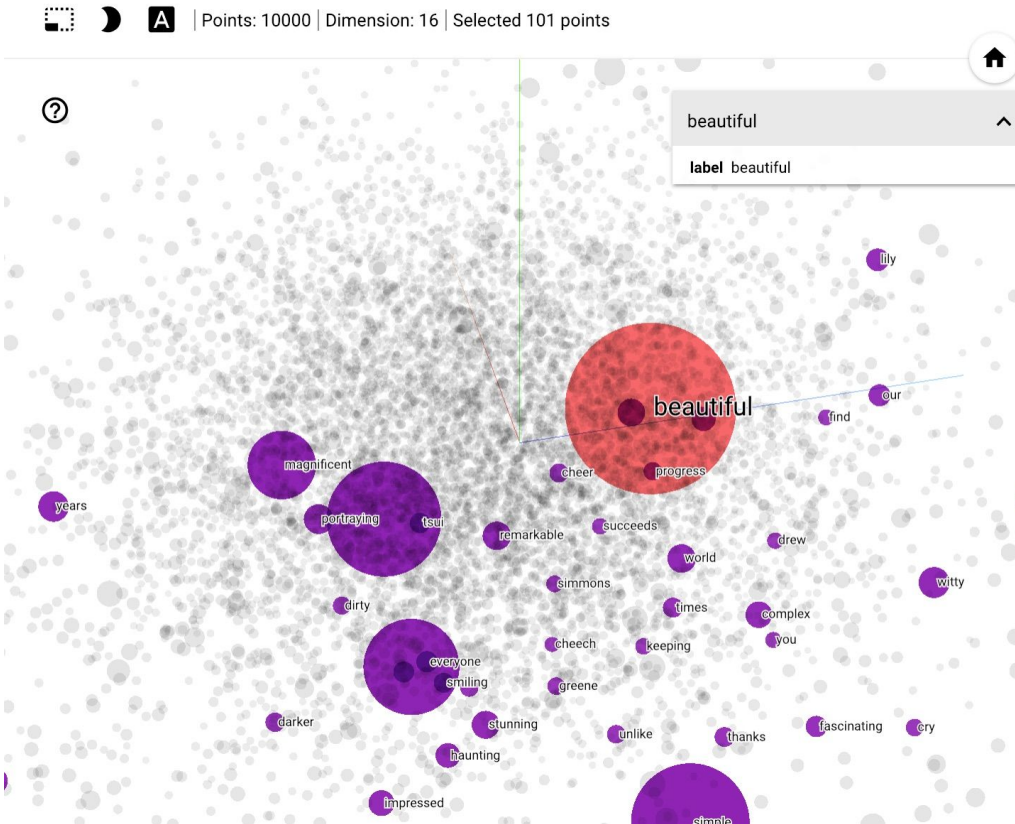 A
Points: 10000 | Dimension: 16 | Selected 101 points
beautiful
label beautiful
lily
our
find
beautiful
magnificent
cheer
progress
years
portraying
tsui
remarkable
succeeds
drew
world
simmons
witty
dirty
times
complex
cheech
keeping
you
everyone
smiling
greene
darker
stunning
unlike
thanks
fascinating
cry
haunting
impressed
simple